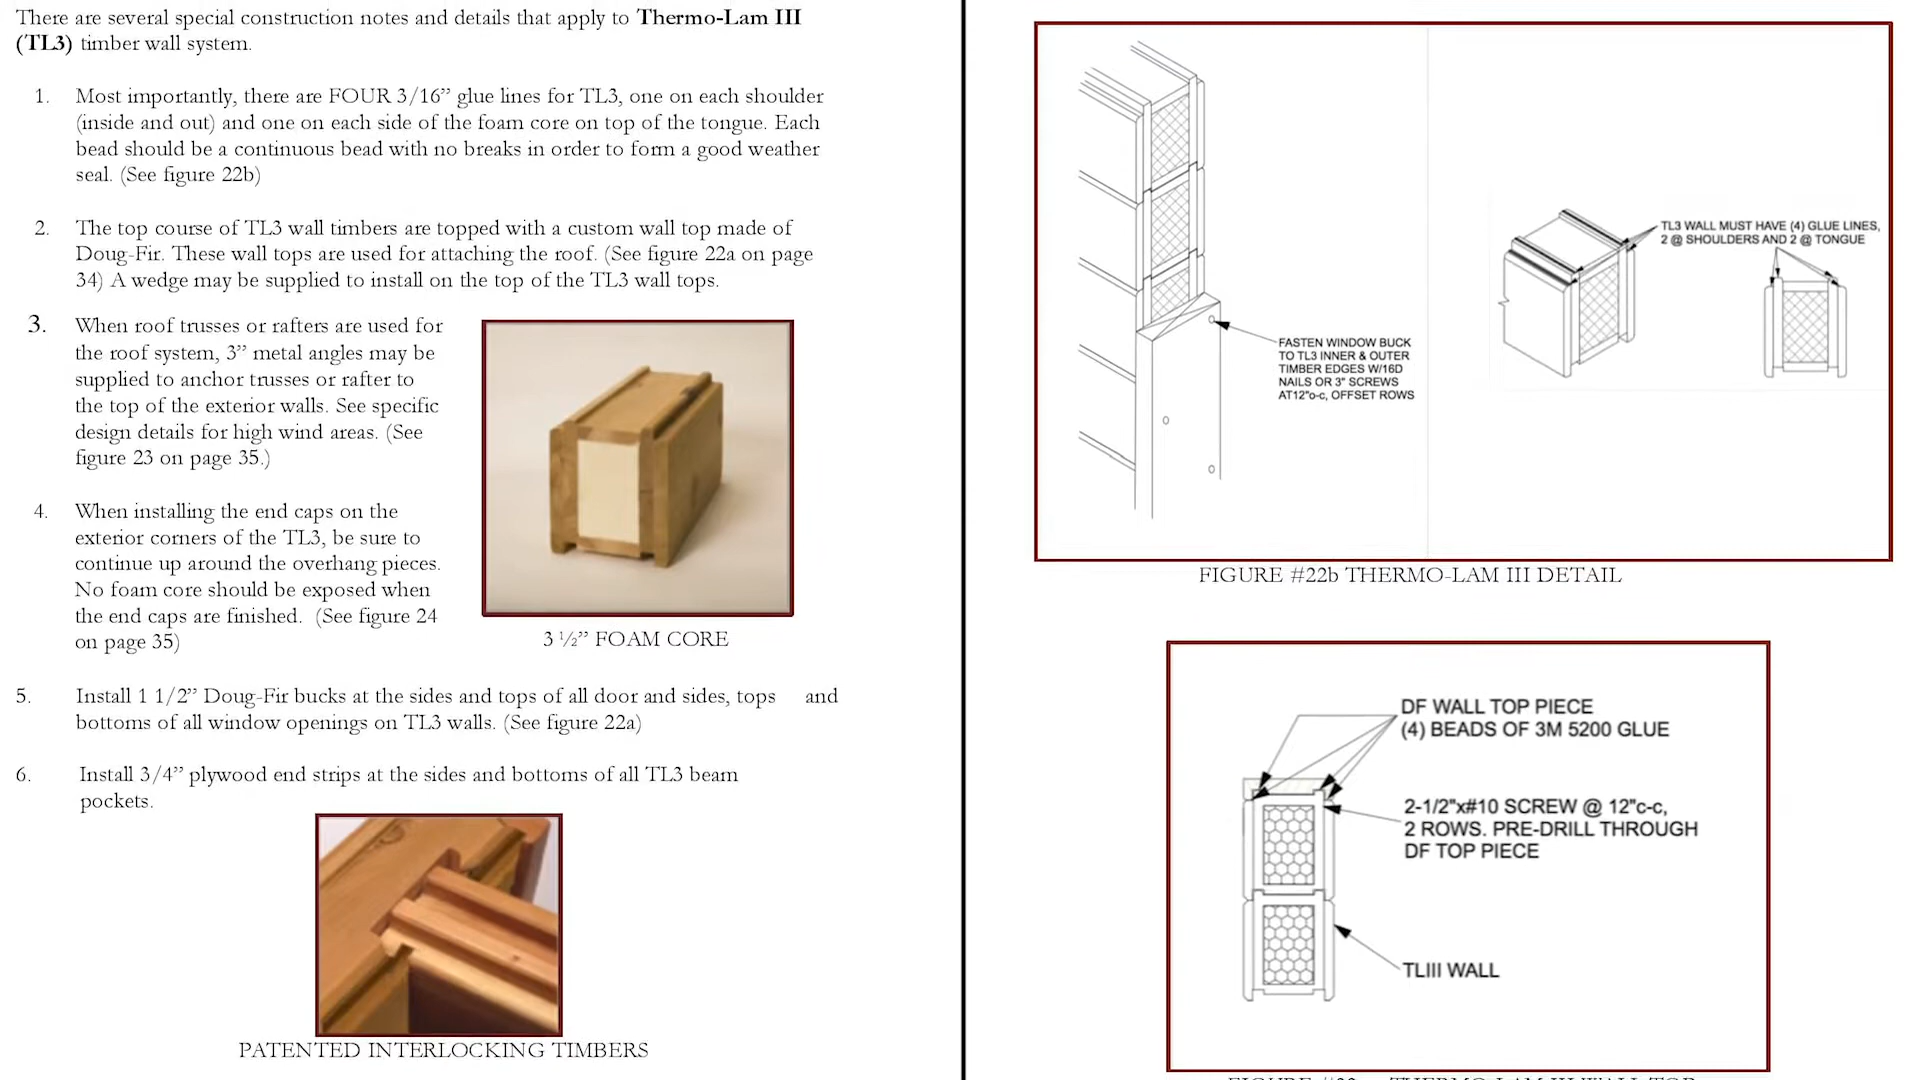 There are several special construction notes and details that apply to Thermo-Lam III
(TL3) timber wall system.
1. Most importantly, there are FOUR 3/16” glue lines for TL3, one on each shoulder
(inside and out) and one on each side of the foam core on top of the tongue. Each
bead should be a continuous bead with no breaks in order to form a good weather
seal. (See figure 22b)
2. The top course of TL3 wall timbers are topped with a custom wall top made of
Doug-Fir. These wall tops are used for attaching the roof. (See figure 22a on page
34) A wedge may be supplied to install on the top of the TL3 wall tops.
3. When roof trusses or rafters are used for
the roof system, 3” metal angles may be
supplied to anchor trusses or rafter to
the top of the exterior walls. See specific
design details for high wind areas. (See
figure 23 on page 35.)
4. When installing the end caps on the
exterior corners of the TL3, be sure to
continue up around the overhang pieces.
No foam core should be exposed when
the end caps are finished. (See figure 24
on page 35)
3 ½” FOAM CORE
5. Install 1 1/2” Doug-Fir bucks at the sides and tops of all door and sides, tops and
bottoms of all window openings on TL3 walls. (See figure 22a)
6. Install 3/4” plywood end strips at the sides and bottoms of all TL3 beam
pockets.
PATENTED INTERLOCKING TIMBERS
TL3 WALL MUST HAVE (4) GLUE LINES,
2 @ SHOULDERS AND 2 @ TONGUE
FASTEN WINDOW BUCK
TO TL3 INNER & OUTER
TIMBER EDGES W/16D
NAILS OR 3" SCREWS
AT12"o-c, OFFSET ROWS
FIGURE #22b THERMO-LAM III DETAIL
DF WALL TOP PIECE
(4) BEADS OF 3M 5200 GLUE
2-1/2"x#10 SCREW @ 12"c-c,
2 ROWS. PRE-DRILL THROUGH
DF TOP PIECE
TLIII WALL